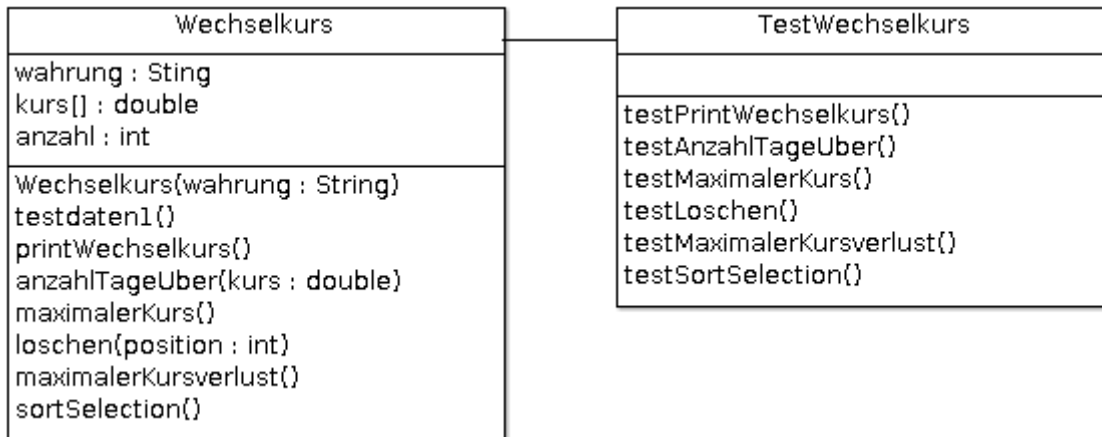 Wechselkurs
wahrung : Sting
kurs[] : double
anzahl : int
Wechselkurs(wahrung : String)
testdaten1()
printWechselkurs()
anzahlTageUber(kurs : double)
maximalerKurs()
loschen(position : int)
maximalerKursverlust()
sortSelection()
TestWechselkurs
testPrintWechselkurs()
testAnzahlTageUber()
testMaximalerKurs()
testLoschen()
testMaximalerKursverlust()
testSortSelection()